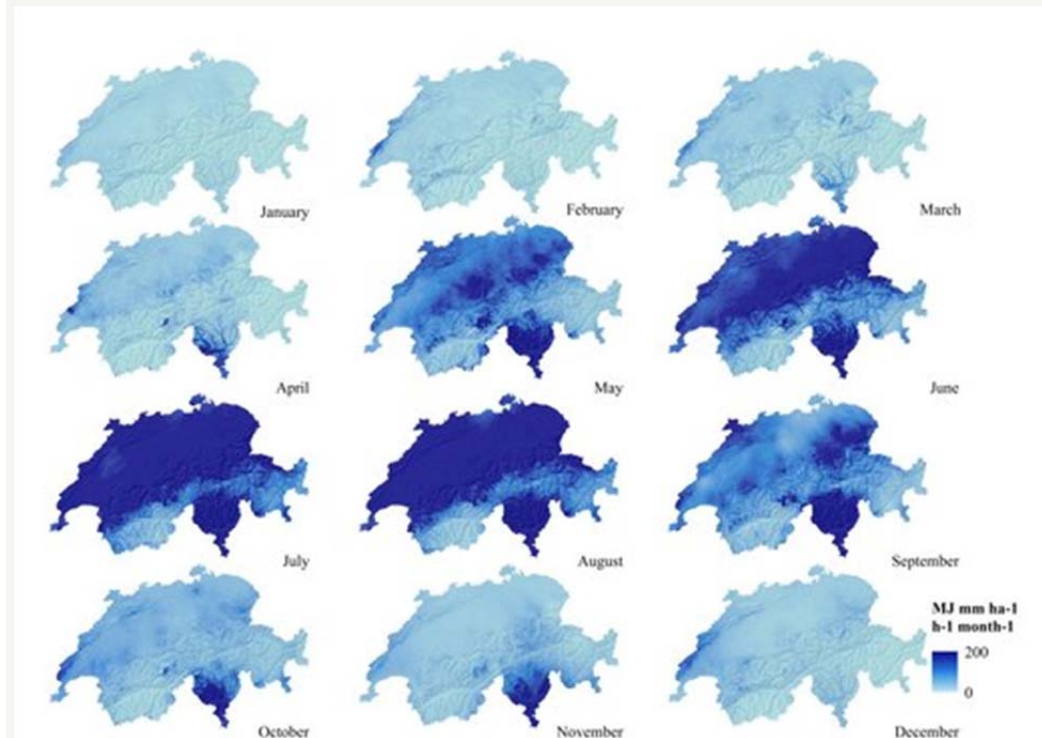 January
February
March
April
May
June
July
August
September
MJ mm ha-1
h-1 month-1
200
0
October
November
December